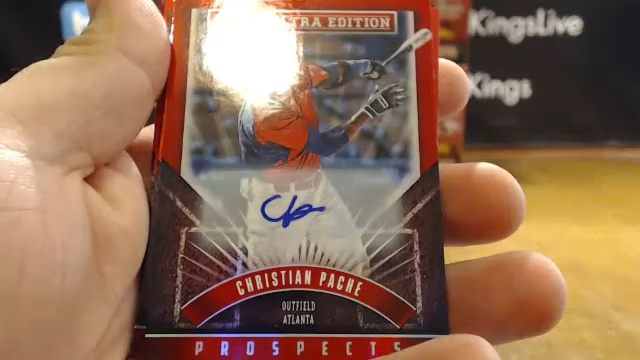 TRA EDITION
KingsLive
Kings
CHRISTIAN PACHE
OUTFIELD
ATLANTA
PROSPECTS